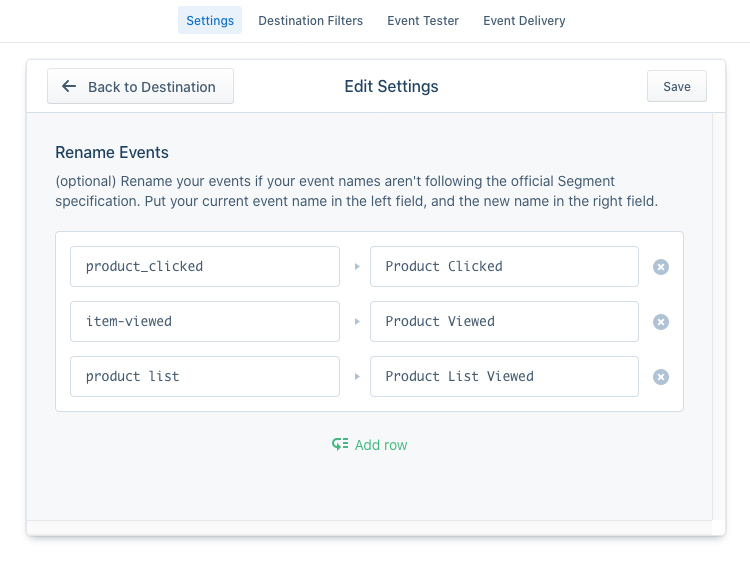 Settings Destination Filters Event Tester Event Delivery
Back to Destination Edit Settings Save
Rename Events
(optional) Rename your events if your event names aren't following the official Segment
specification. Put your current event name in the left field, and the new name in the right field.
product_clicked Product Clicked
item-viewed Product Viewed
product list Product List Viewed
Add row